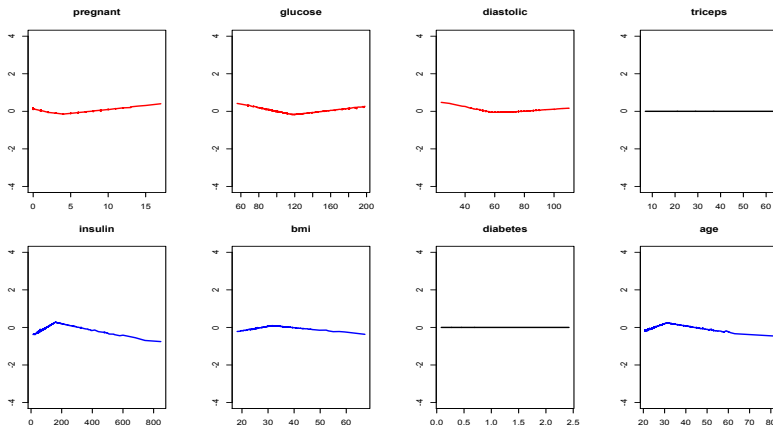 pregnant glucose diastolic triceps
4 4 4 4
2 2 2 2
0 0 0 0
-2 -2 -2 -2
-4 -4 -4 -4
0 5 10 15 60 80 120 160 200 40 60 80 100 10 20 30 40 50 60
insulin bmi diabetes age
4 4 4 4
2 2 2 2
0 0 0 0
-2 -2 -2 -2
-4 -4 -4 -4
0 200 400 600 800 20 30 40 50 60 0.0 0.5 1.0 1.5 2.0 2.5 20 30 40 50 60 70 80